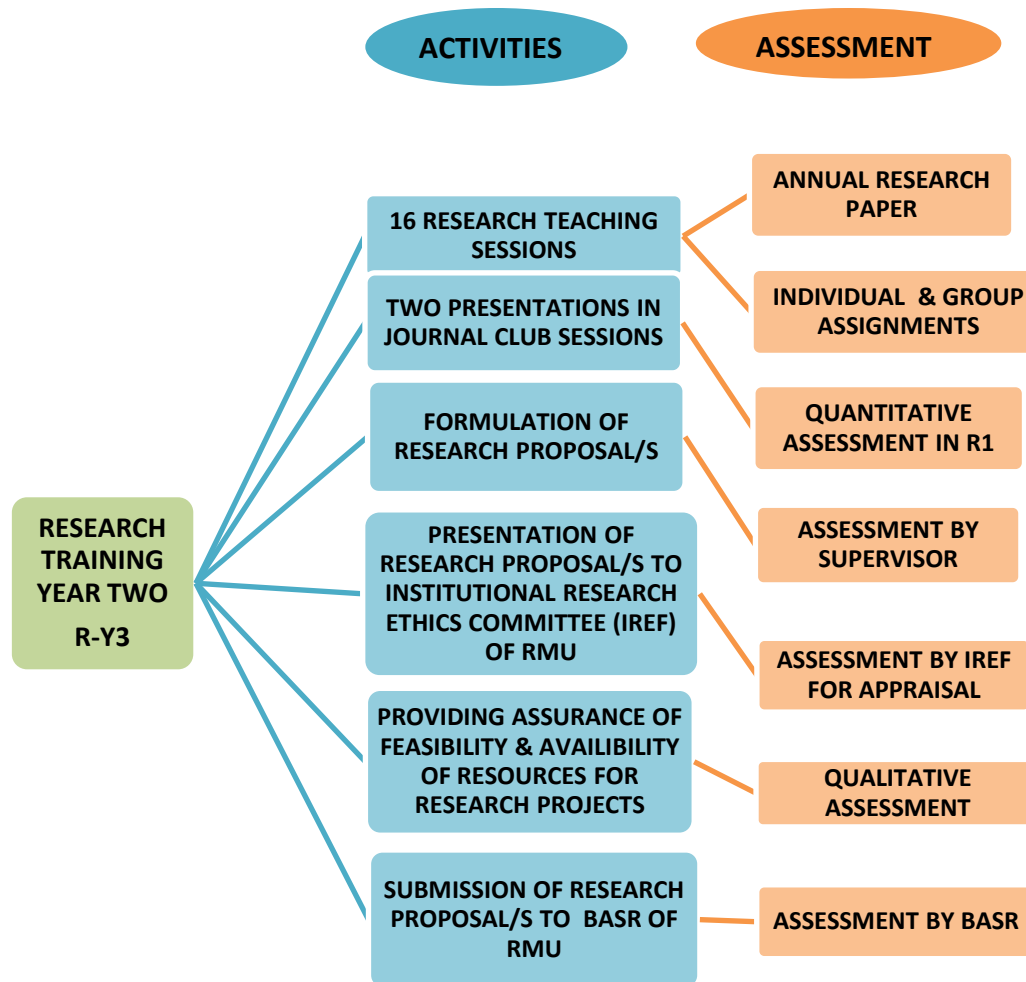 ACTIVITIES
ASSESSMENT
16 RESEARCH TEACHING
SESSIONS
TWO PRESENTATIONS IN
JOURNAL CLUB SESSIONS
FORMULATION OF
RESEARCH PROPOSAL/S
PRESENTATION OF
RESEARCH PROPOSAL/S TO
INSTITUTIONAL RESEARCH
ETHICS COMMITTEE (IREF)
OF RMU
PROVIDING ASSURANCE OF
FEASIBILITY & AVAILIBILITY
OF RESOURCES FOR
RESEARCH PROJECTS
SUBMISSION OF RESEARCH
PROPOSAL/S TO BASR OF
RMU
RESEARCH
TRAINING
YEAR TWO
R-Y3
ANNUAL RESEARCH
PAPER
INDIVIDUAL & GROUP
ASSIGNMENTS
QUANTITATIVE
ASSESSMENT IN R1
ASSESSMENT BY
SUPERVISOR
ASSESSMENT BY IREF
FOR APPRAISAL
QUALITATIVE
ASSESSMENT
ASSESSMENT BY BASR